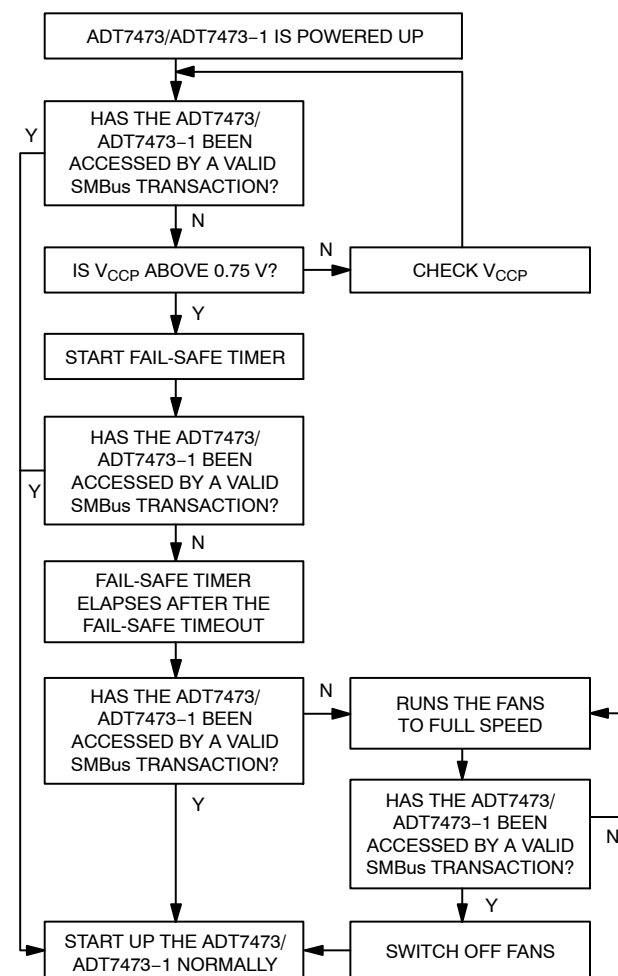 ADT7473/ADT7473−1 IS POWERED UP
HAS THE ADT7473/
ADT7473−1 BEEN
ACCESSED BY A VALID
SMBus TRANSACTION?
Y
N
IS VCCP ABOVE 0.75 V?
N
CHECK VCCP
Y
START FAIL-SAFE TIMER
HAS THE ADT7473/
ADT7473−1 BEEN
ACCESSED BY A VALID
SMBus TRANSACTION?
Y
N
FAIL-SAFE TIMER
ELAPSES AFTER THE
FAIL-SAFE TIMEOUT
HAS THE ADT7473/
ADT7473−1 BEEN
ACCESSED BY A VALID
SMBus TRANSACTION?
N
RUNS THE FANS
TO FULL SPEED
Y
HAS THE ADT7473/
ADT7473−1 BEEN
ACCESSED BY A VALID
SMBus TRANSACTION?
N
Y
START UP THE ADT7473/
ADT7473−1 NORMALLY
SWITCH OFF FANS